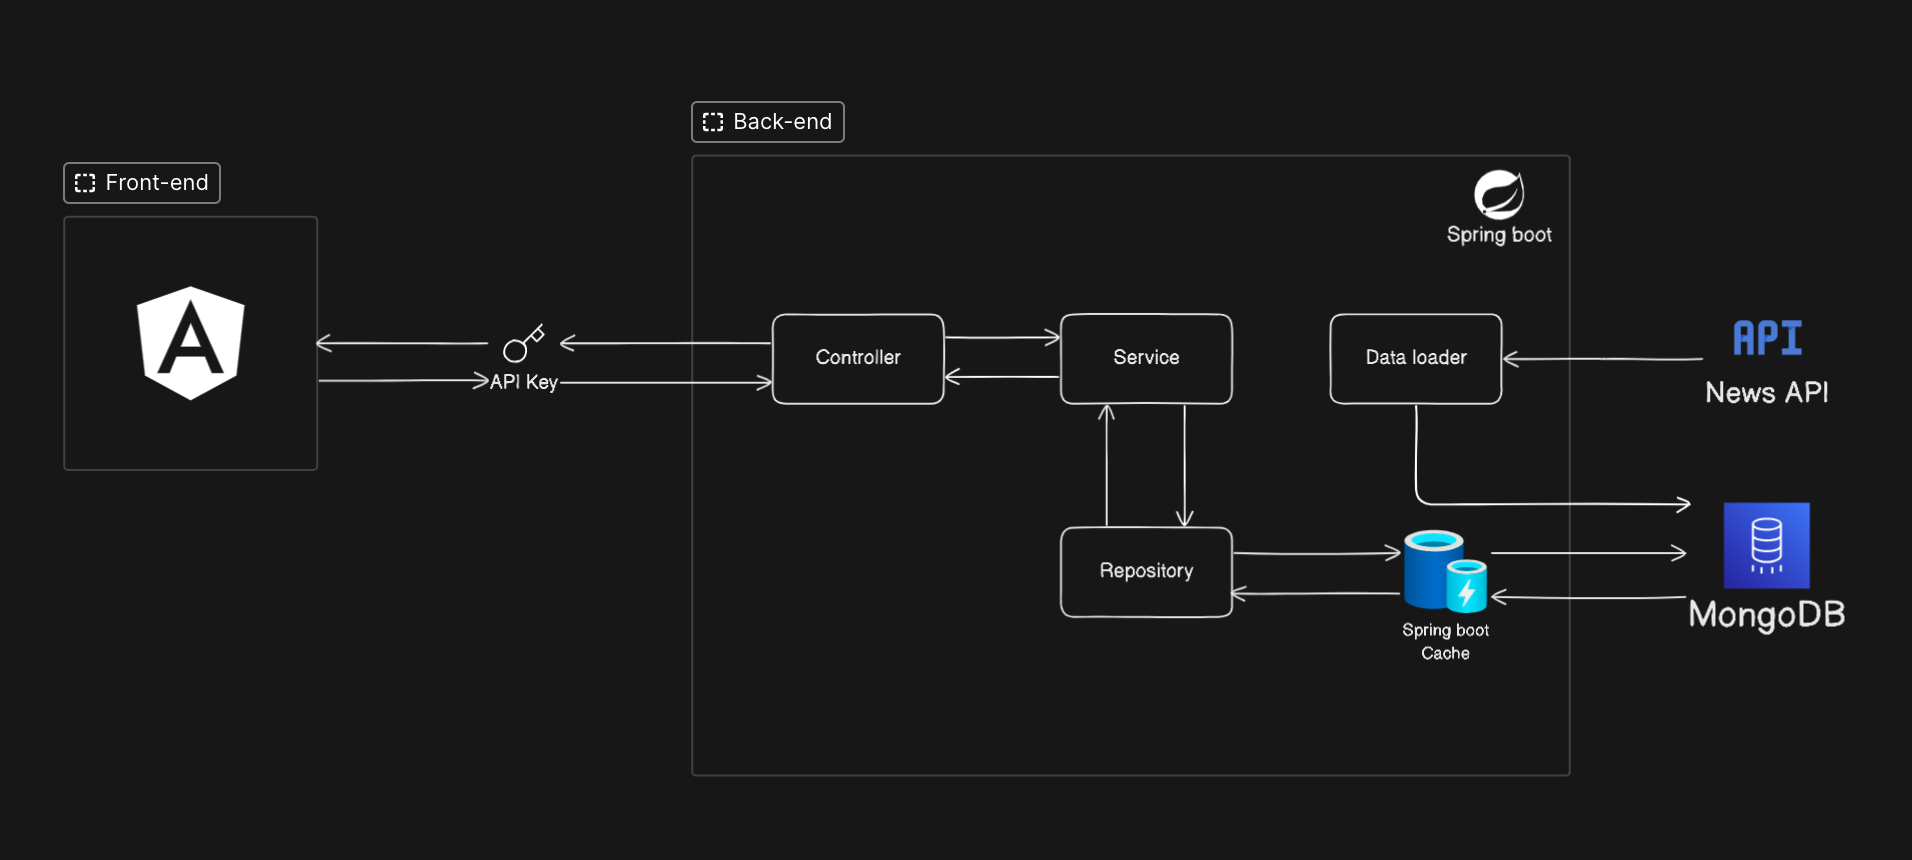 Back-end
Front-end
Spring boot
Controller
Service
Data loader
API
News API
API Key
Repository
Spring boot
Cache
MongoDB